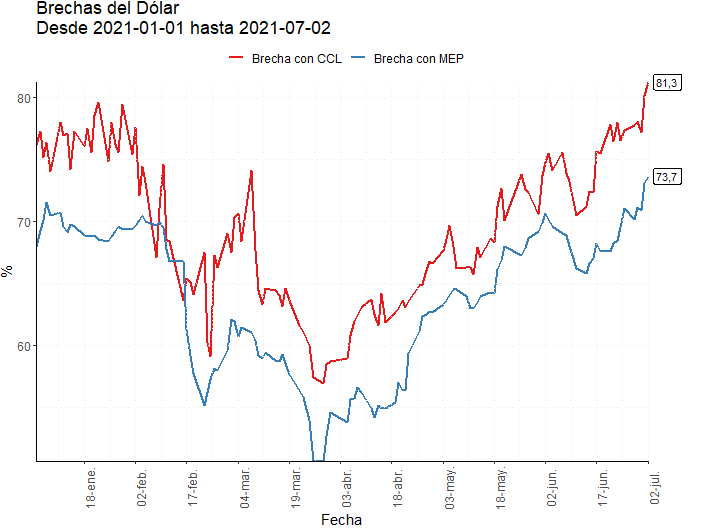 Brechas del Dólar
Desde 2021-01-01 hasta 2021-07-02
Brecha con CCL
Brecha con MEP
81,3
80
73,7
70
%
60
18-ene.
02-feb.
17-feb.
04-mar.
19-mar.
03-abr.
18-abr.
03-may.
18-may.
02-jun.
17-jun.
02-jul.
Fecha